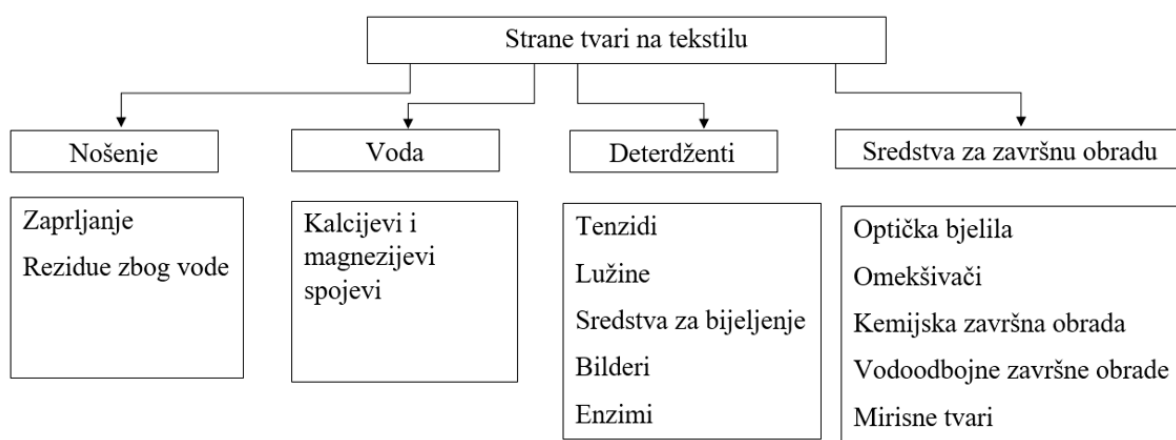 Strane tvari na tekstilu
Nošenje
Voda
Deterdženti
Sredstva za završnu obradu
Zaprljanje
Rezidue zbog vode
Kalcijevi i
magnezijevi
spojevi
Tenzidi
Lužine
Sredstva za bijeljenje
Bilderi
Enzimi
Optička bjelila
Omekšivači
Kemijska završna obrada
Vodoodbojne završne obrade
Mirisne tvari